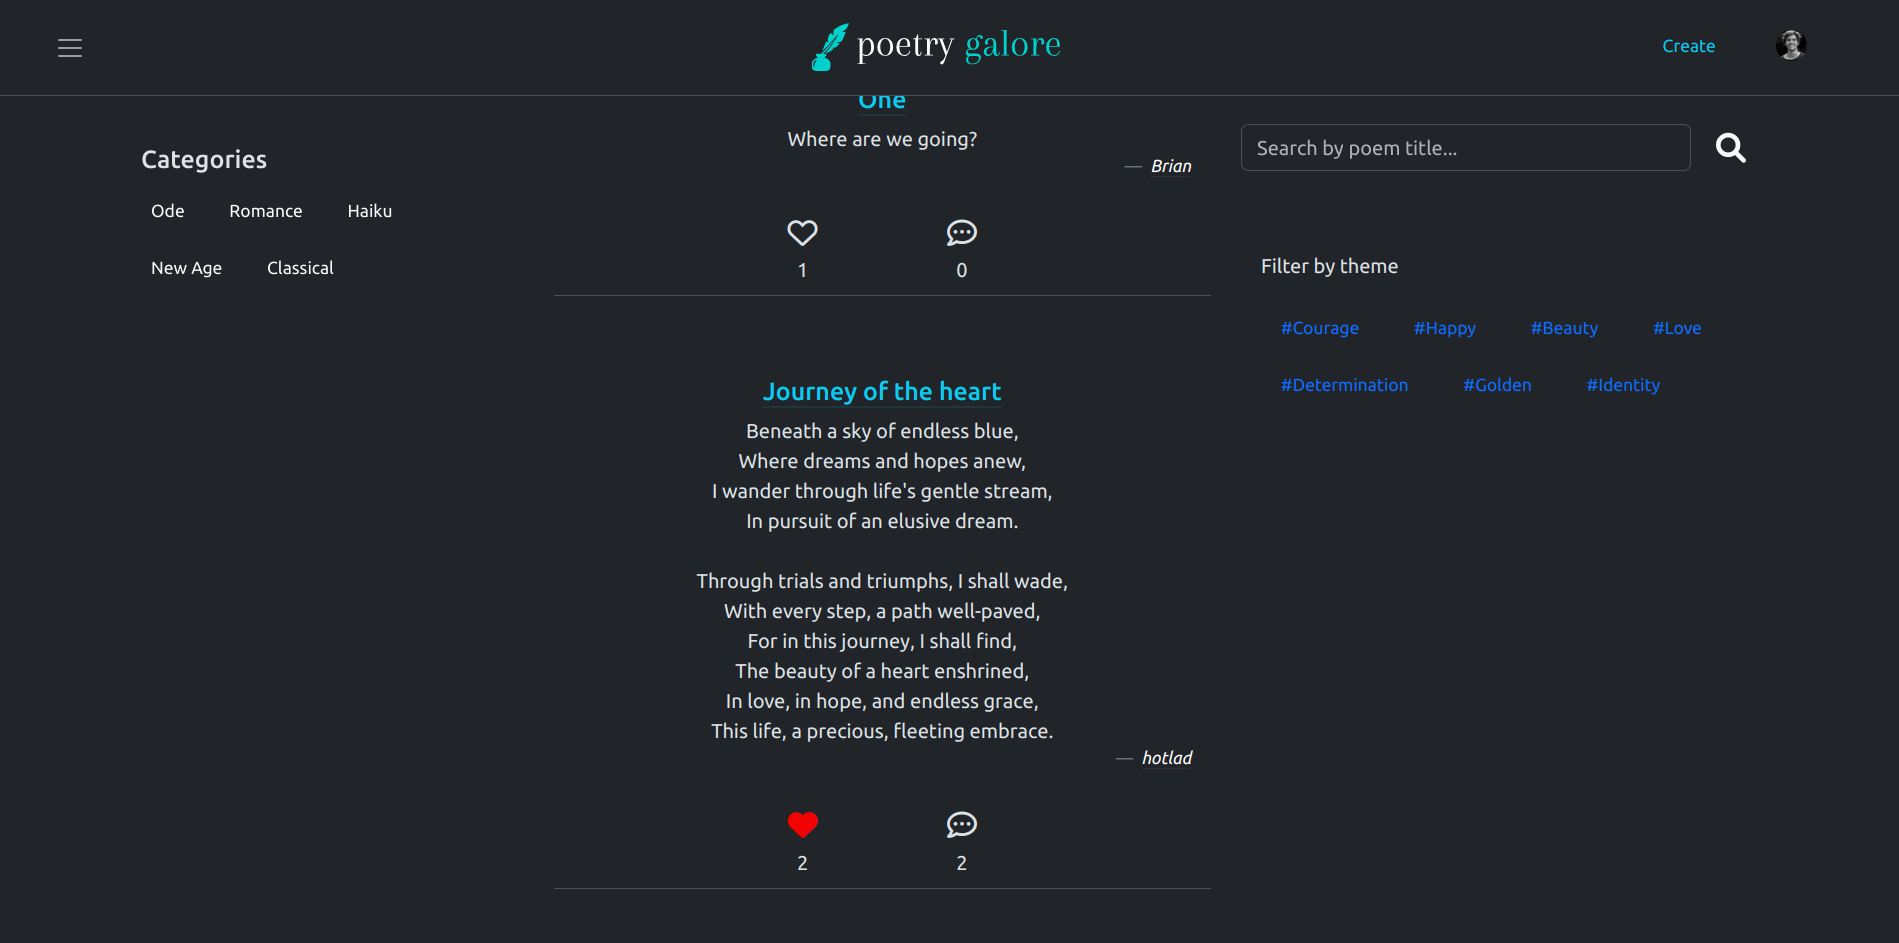 poetry galore
Create
Categories
Ode Romance Haiku
New Age Classical
One
Where are we going?
— Brian
1 0
Journey of the heart
Beneath a sky of endless blue,
Where dreams and hopes anew,
I wander through life's gentle stream,
In pursuit of an elusive dream.
Through trials and triumphs, I shall wade,
With every step, a path well-paved,
For in this journey, I shall find,
The beauty of a heart enshrined,
In love, in hope, and endless grace,
This life, a precious, fleeting embrace.
— hotlad
2 2
Search by poem title...
Filter by theme
#Courage #Happy #Beauty #Love
#Determination #Golden #Identity